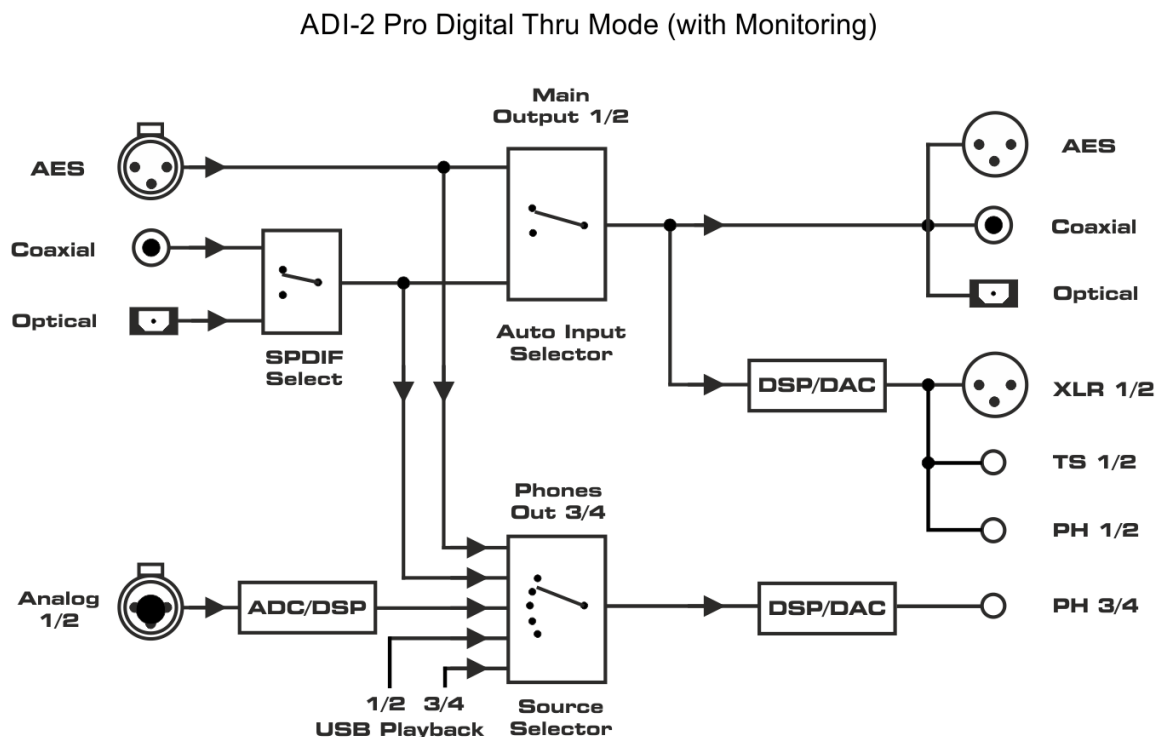 ADI-2 Pro Digital Thru Mode (with Monitoring)
Main
Output 1/2
AES
AES
Coaxial
Coaxial
Optical
Optical
SPDIF
Select
Auto Input
Selector
DSP/DAC
XLR 1/2
TS 1/2
Phones
Out 3/4
PH 1/2
Analog
1/2
ADC/DSP
DSP/DAC
PH 3/4
1/2 3/4
USB Playback
Source
Selector